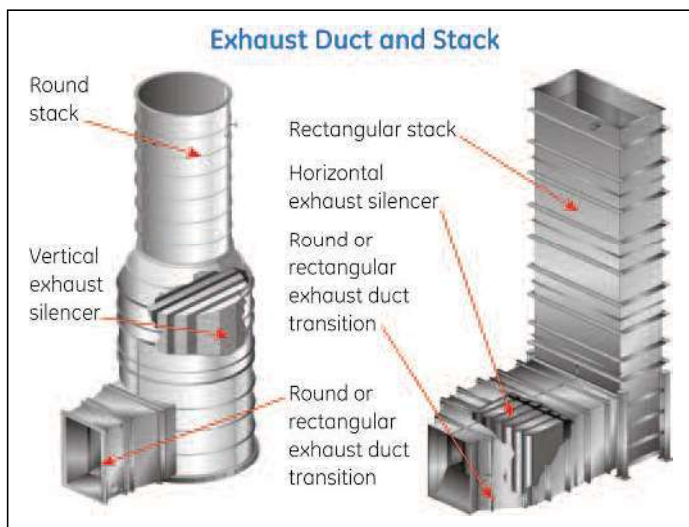 Exhaust Duct and Stack
Round
stack
Vertical
exhaust
silencer
Round or
rectangular
exhaust duct
transition
Rectangular stack
Horizontal
exhaust silencer
Round or
rectangular
exhaust duct
transition